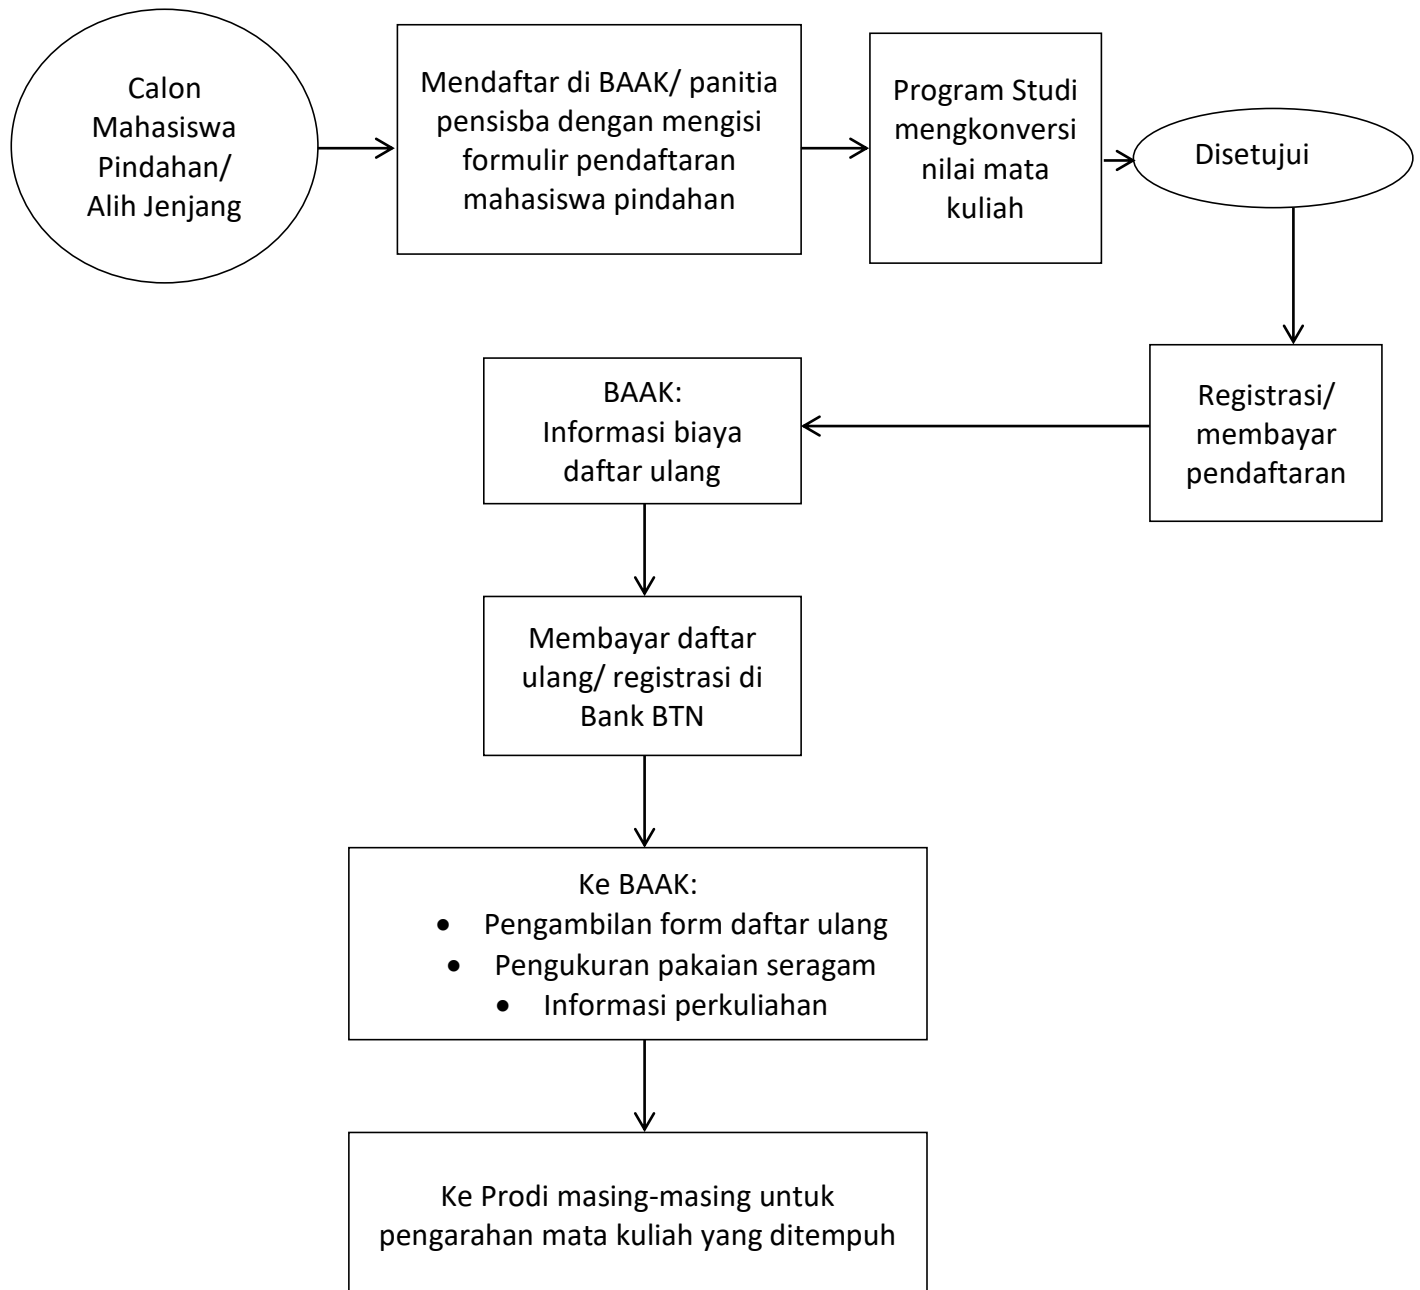 Calon
Mahasiswa
Pindahan/
Alih Jenjang
Mendaftar di BAAK/ panitia
pensisba dengan mengisi
formulir pendaftaran
mahasiswa pindahan
Program Studi
mengkonversi
nilai mata
kuliah
Disetujui
Registrasi/
membayar
pendaftaran
BAAK:
Informasi biaya
daftar ulang
Membayar daftar
ulang/ registrasi di
Bank BTN
Ke BAAK:
• Pengambilan form daftar ulang
• Pengukuran pakaian seragam
• Informasi perkuliahan
Ke Prodi masing-masing untuk
pengarahan mata kuliah yang ditempuh